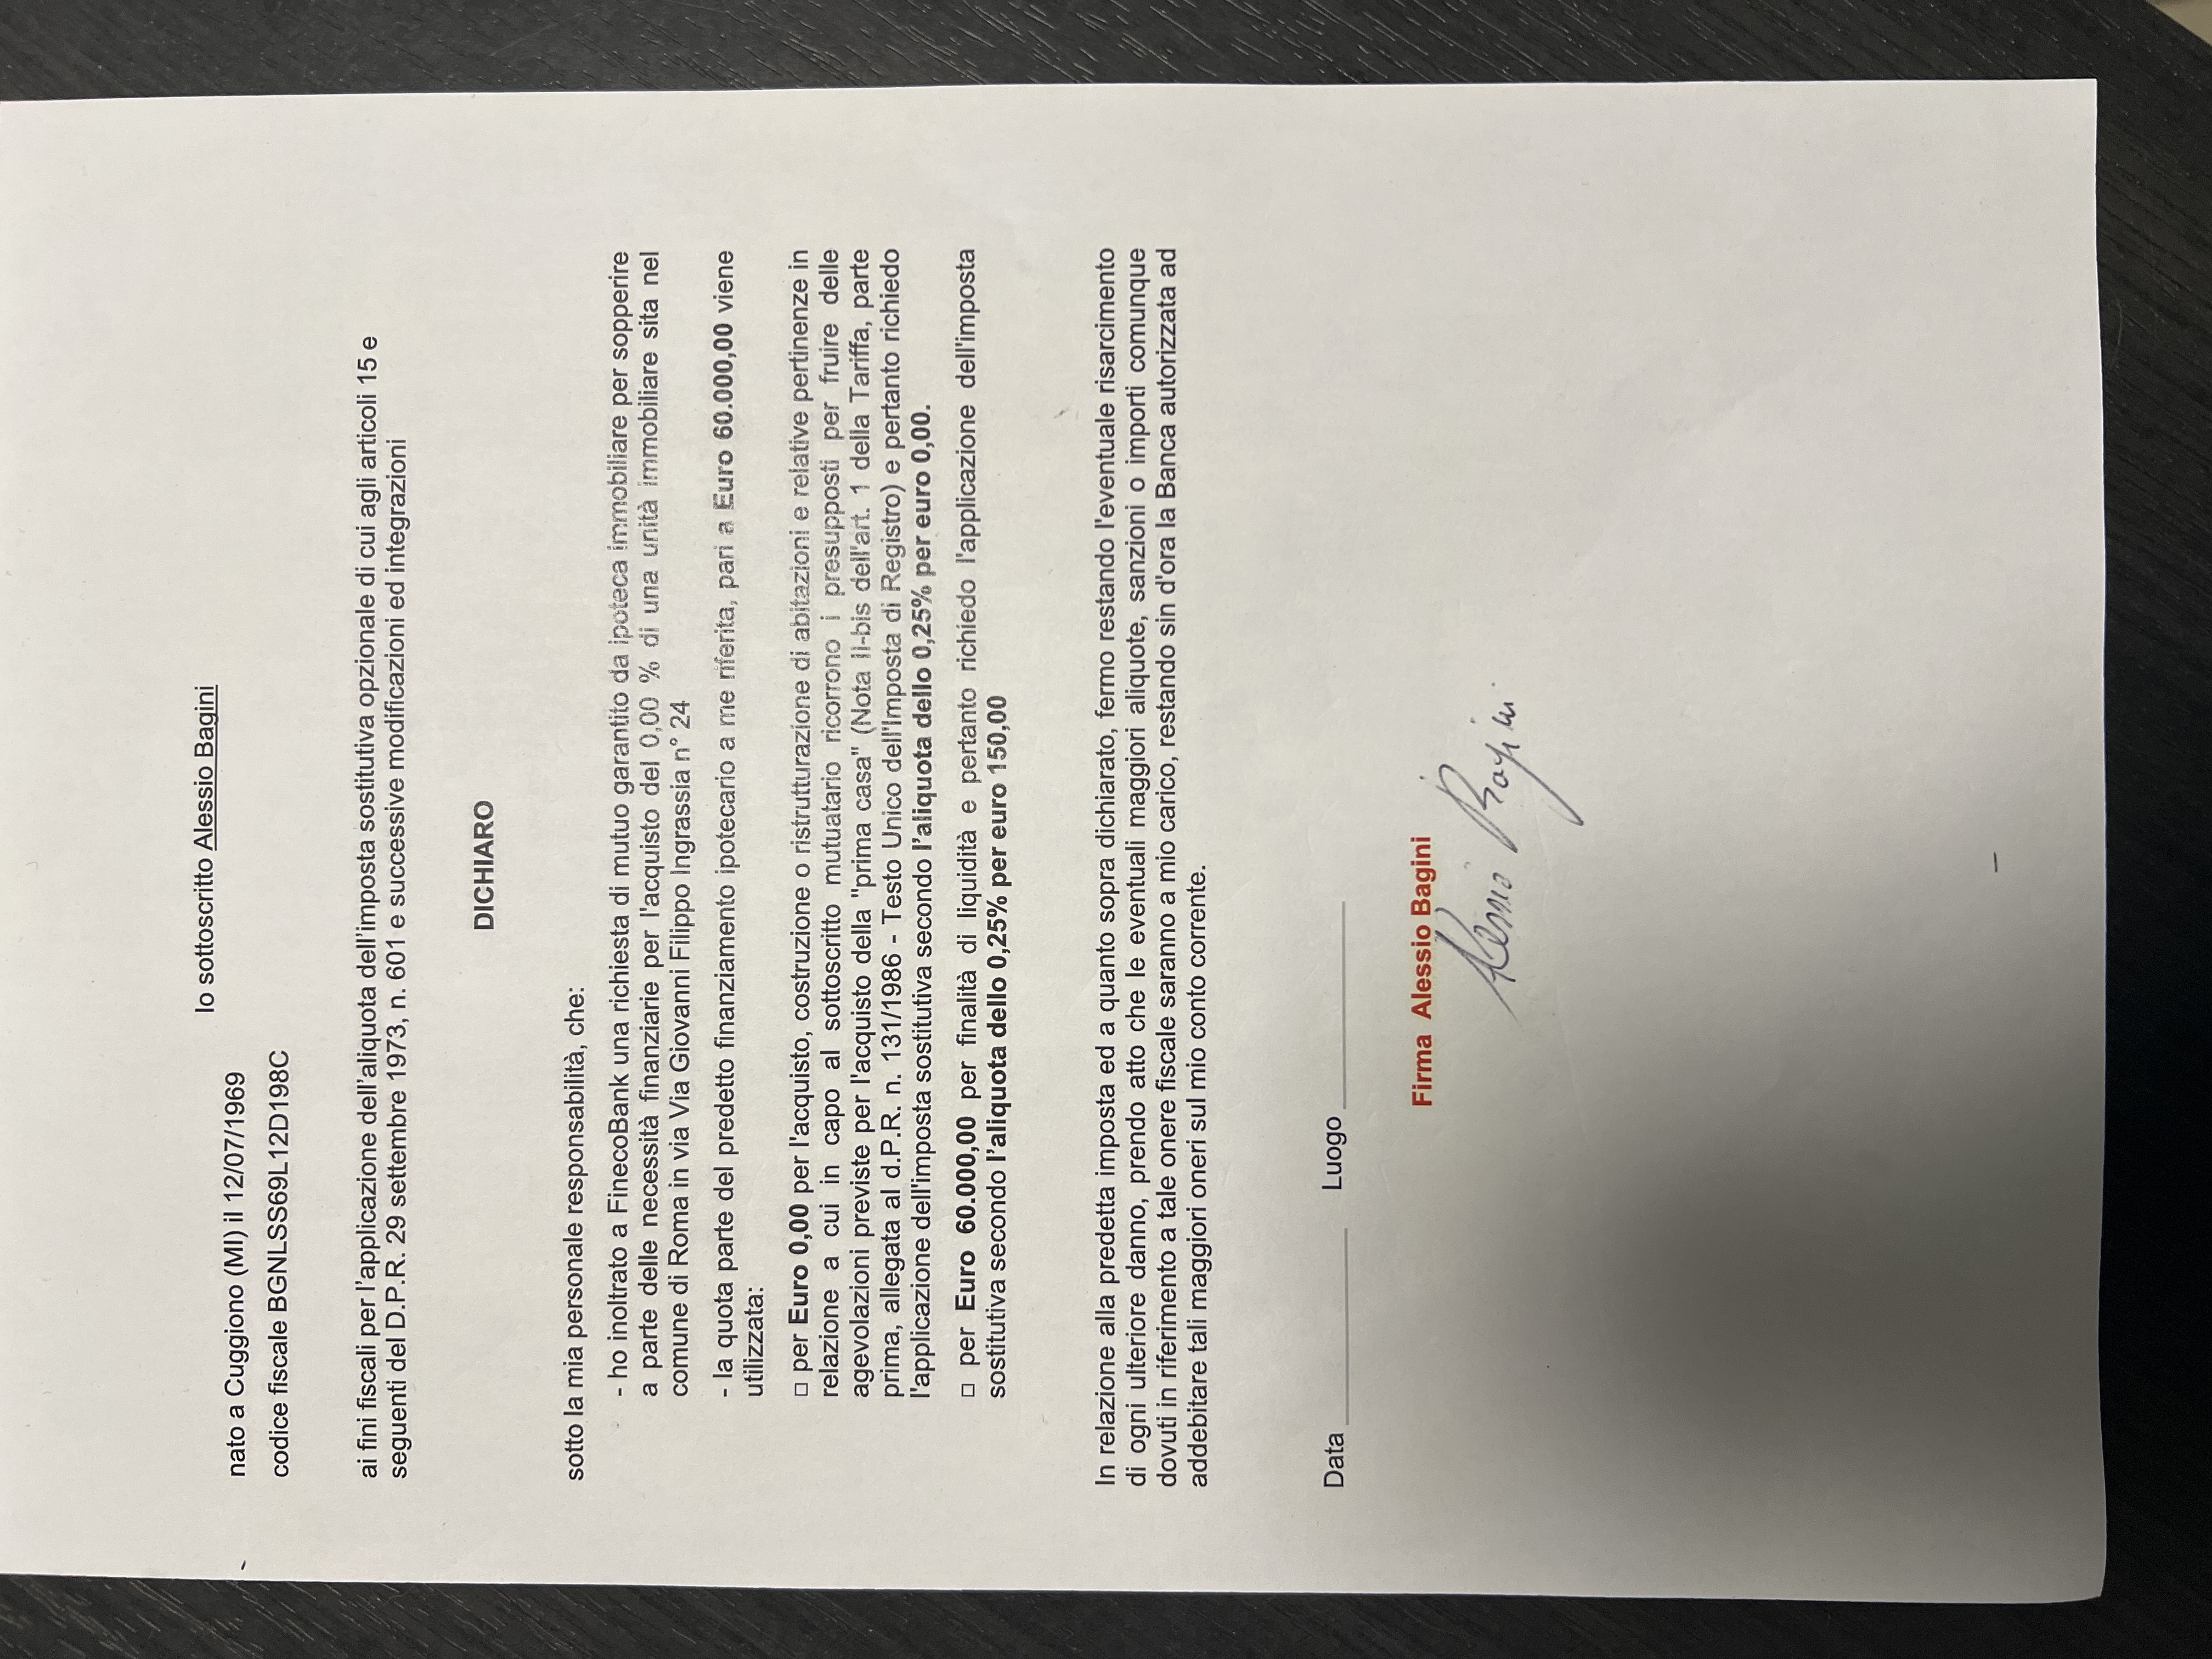 Io sottoscritto Alessio Bagini
nato a Cuggiono (MI) il 12/07/1969
codice fiscale BGNLSS69L12D198C
ai fini fiscali per l'applicazione dell'aliquota dell'imposta sostitutiva opzionale di cui agli articoli 15 e
seguenti del D.P.R. 29 settembre 1973, n. 601 e successive modificazioni ed integrazioni
DICHIARO
sotto la mia personale responsabilità, che:
- ho inoltrato a FinecoBank una richiesta di mutuo garantito da ipoteca immobiliare per sopperire
a parte delle necessità finanziarie per l'acquisto del 0,00 % di una unità immobiliare sita nel
comune di Roma in via Via Giovanni Filippo Ingrassia n° 24
- la quota parte del predetto finanziamento ipotecario a me riferita, pari a Euro 60.000,00 viene
utilizzata:
□ per Euro 0,00 per l'acquisto, costruzione o ristrutturazione di abitazioni e relative pertinenze in
relazione a cui in capo al sottoscritto mutuatario ricorrono i presupposti per fruire delle
agevolazioni previste per l'acquisto della "prima casa" (Nota II-bis dell'art. 1 della Tariffa, parte
prima, allegata al d.P.R. n. 131/1986 - Testo Unico dell'Imposta di Registro) e pertanto richiedo
l'applicazione dell'imposta sostitutiva secondo l'aliquota dello 0,25% per euro 0,00.
□ per Euro 60.000,00 per finalità di liquidità e pertanto richiedo l'applicazione dell'imposta
sostitutiva secondo l'aliquota dello 0,25% per euro 150,00
In relazione alla predetta imposta ed a quanto sopra dichiarato, fermo restando l'eventuale risarcimento
di ogni ulteriore danno, prendo atto che le eventuali maggiori aliquote, sanzioni o importi comunque
dovuti in riferimento a tale onere fiscale saranno a mio carico, restando sin d'ora la Banca autorizzata ad
addebitare tali maggiori oneri sul mio conto corrente.
Data ______________ Luogo ______________
Firma Alessio Bagini
Alessio Bagini